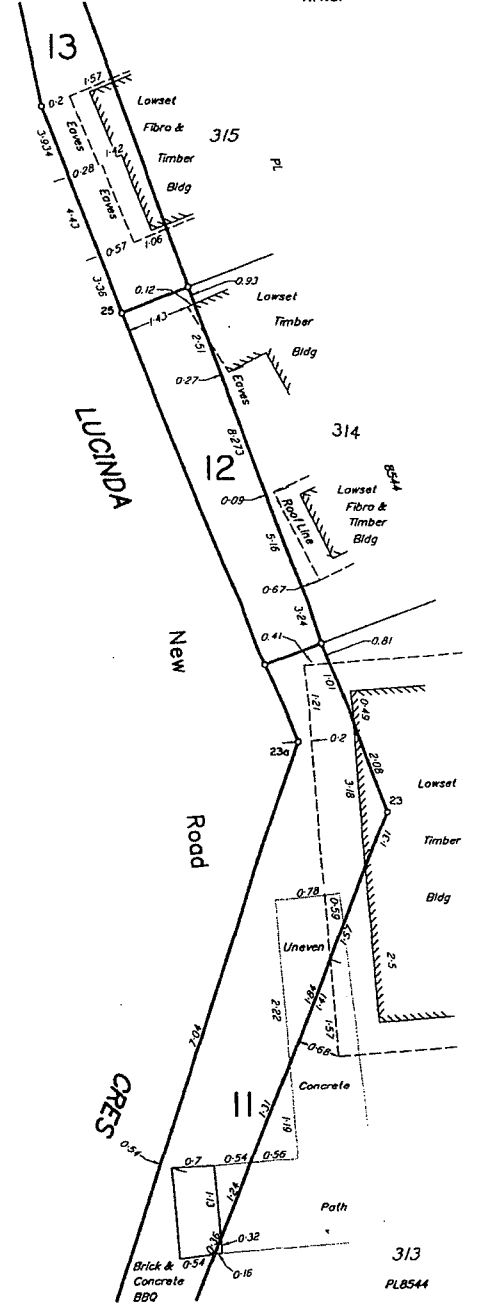 13
1·57
0·2
Lowset
Fibro &
Timber
Bldg
315
PL
Eaves
3·934
1·42
0·28
Eaves
4·43
0·57
1·06
3·36
0.12
0.93
25
1·43
Lowset
Timber
Bldg
2·51
0·27
Eaves
LUCINDA
8·273
314
12
8544
0·09
Roof Line
Lowset
Fibro &
Timber
Bldg
5·16
0·67
3·24
0.41
0.81
New
1·01
1·21
0·49
23a
0·2
2·08
3·18
Lowset
23
1·31
Road
Timber
0·78
0·59
Bldg
Uneven
1·57
2·5
2·22
1·84
1·41
1·57
7·04
0·68
Concrete
CRES
11
1·31
1·19
0·54
0·7
0·54
0·56
1·13
1·24
Path
0·36
0·32
0·54
0·16
Brick &
Concrete
BBQ
313
PL8544